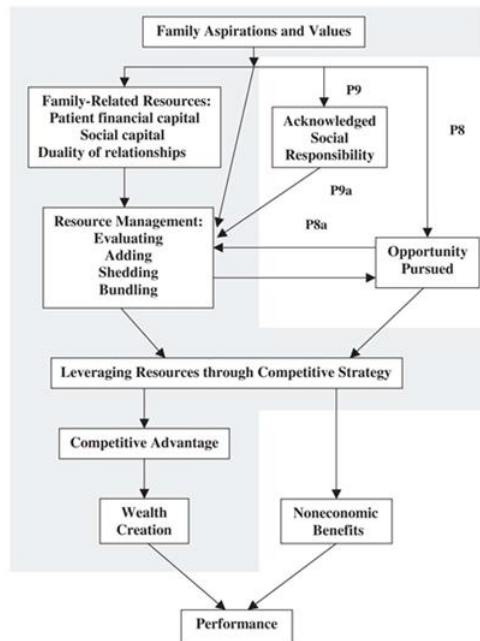 Family Aspirations and Values
Family-Related Resources:
Patient financial capital
Social capital
Duality of relationships
P9
Acknowledged
Social
Responsibility
P8
P9a
Resource Management:
Evaluating
Adding
Shedding
Bundling
P8a
Opportunity
Pursued
Leveraging Resources through Competitive Strategy
Competitive Advantage
Wealth
Creation
Noneconomic
Benefits
Performance